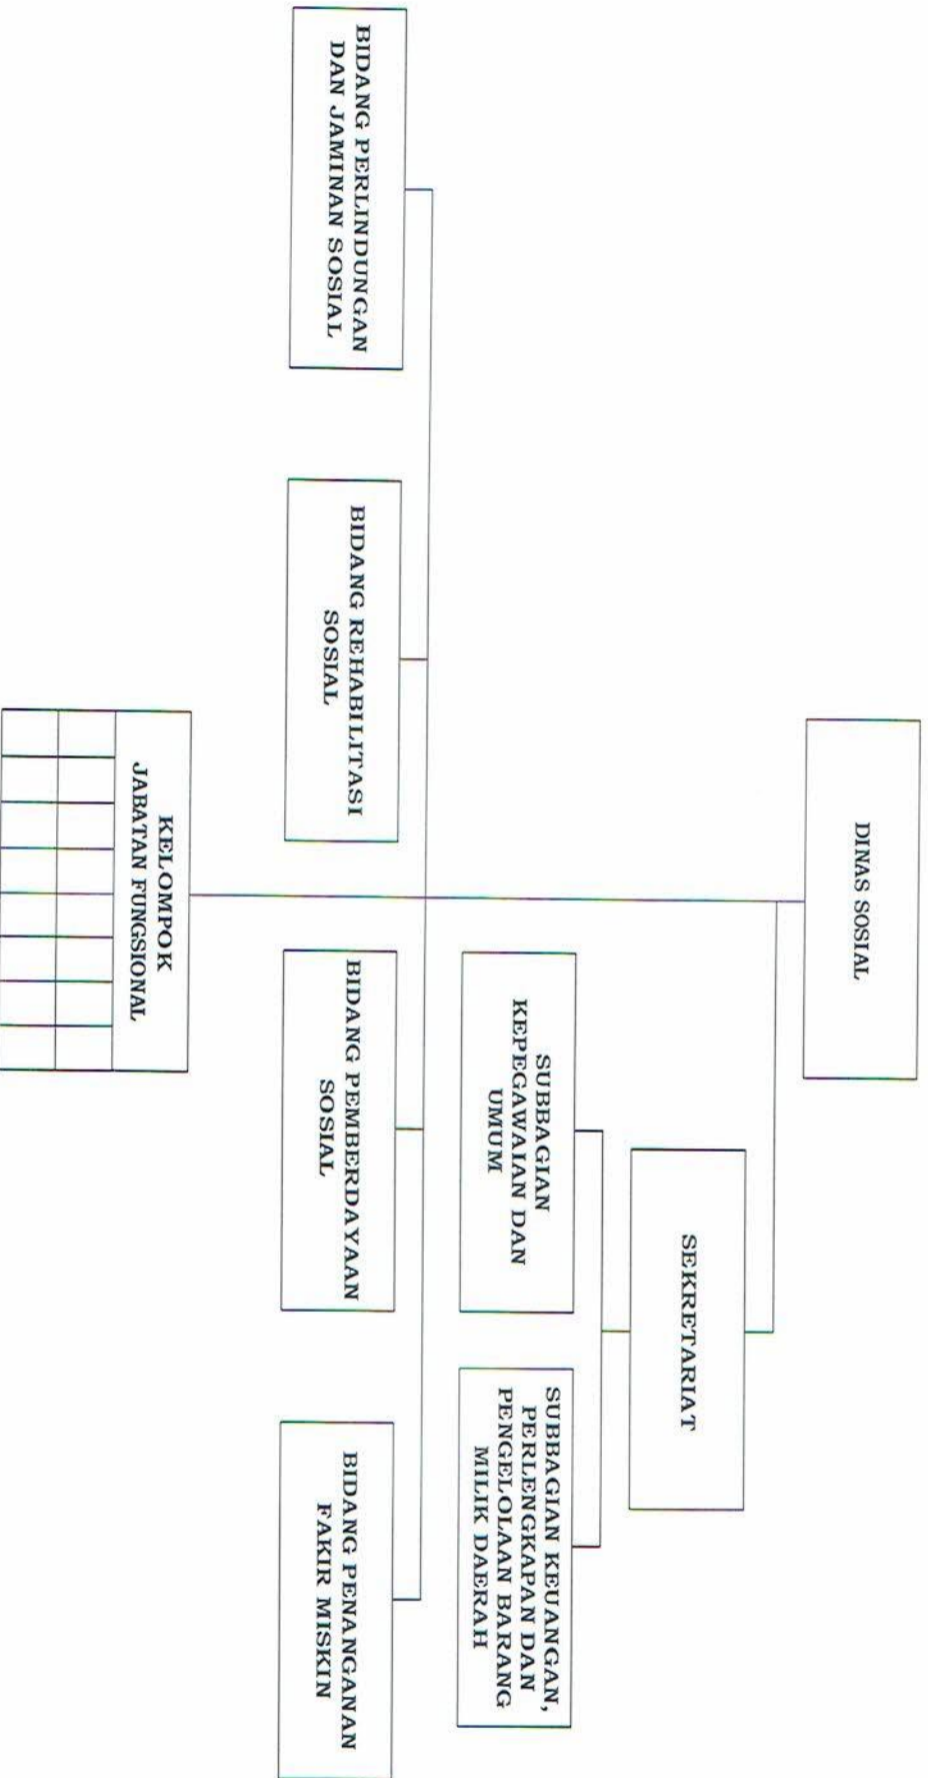 DINAS SOSIAL
SEKRETARIAT
SUBBAGIAN
KEPEGAWAIAN DAN
UMUM
SUBBAGIAN KEUANGAN,
PERLENGKAPAN DAN
PENGELOLAAN BARANG
MILIK DAERAH
BIDANG PERLINDUNGAN
DAN JAMINAN SOSIAL
BIDANG REHABILITASI
SOSIAL
BIDANG PEMBERDAYAAN
SOSIAL
BIDANG PENANGANAN
FAKIR MISKIN
KELOMPOK
JABATAN FUNGSIONAL